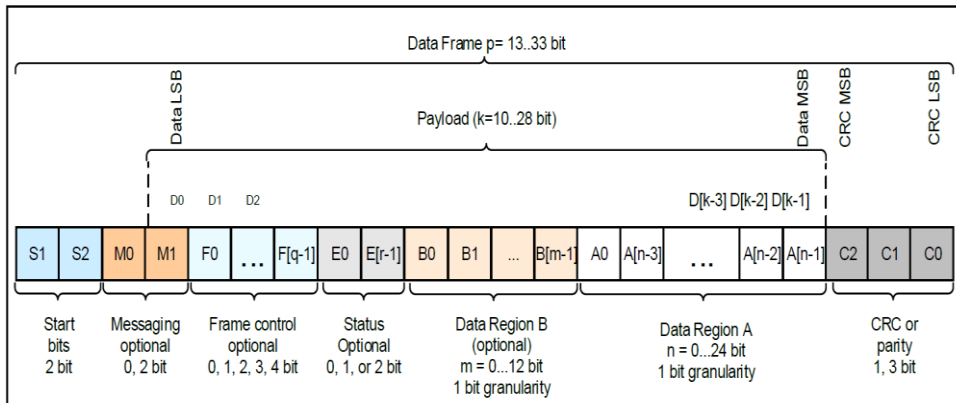 Data Frame p= 13..33 bit
Data LSB
Payload (k=10..28 bit)
Data MSB
CRC MSB
CRC LSB
D0 D1 D2 D[k-3] D[k-2] D[k-1]
S1 S2 M0 M1 F0 ... F[q-1] E0 E[r-1] B0 B1 ... B[m-1] A0 A[n-3] ... A[n-2] A[n-1] C2 C1 C0
Start
bits
2 bit
Messaging
optional
0, 2 bit
Frame control
optional
0, 1, 2, 3, 4 bit
Status
Optional
0, 1, or 2 bit
Data Region B
(optional)
m = 0...12 bit
1 bit granularity
Data Region A
n = 0...24 bit
1 bit granularity
CRC or
parity
1, 3 bit